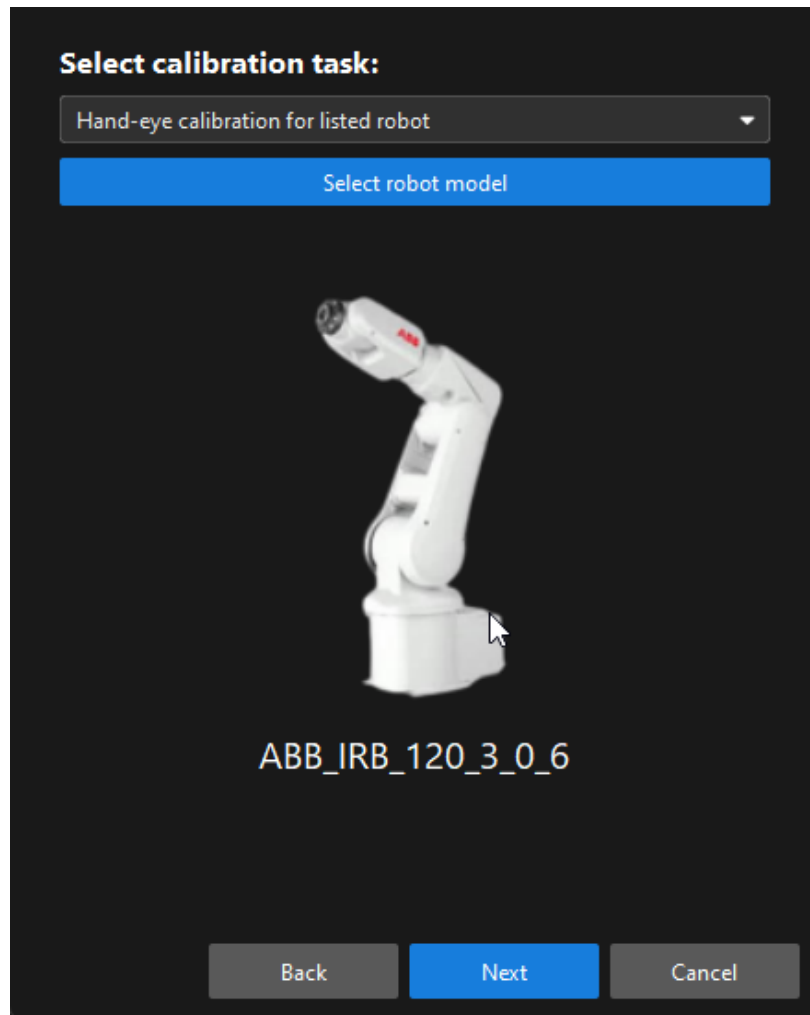 Select calibration task:
Hand-eye calibration for listed robot
Select robot model
ABB
ABB_IRB_120_3_0_6
Back
Next
Cancel